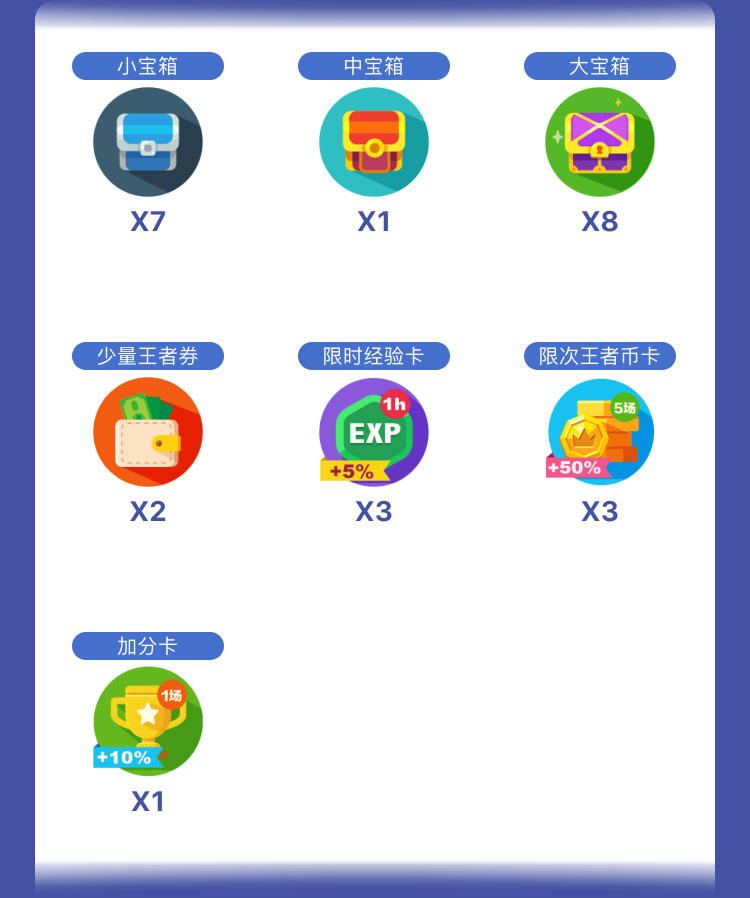 小宝箱
中宝箱
大宝箱
X7
X1
X8
少量王者券
限时经验卡
限次王者币卡
1h
EXP
+5%
5场
+50%
X2
X3
X3
加分卡
1场
+10%
X1